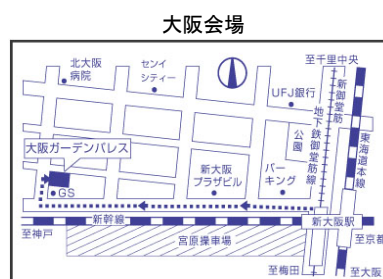 大阪会場
至千里中央
北大阪
病院
センイ
シティー
UFJ銀行
新御堂筋
地下鉄御堂筋線
東海道本線
公園
大阪ガーデンパレス
GS
新大阪
プラザビル
パー
キング
新幹線
新大阪駅
至神戸
宮原操車場
至京都
至梅田
至大阪